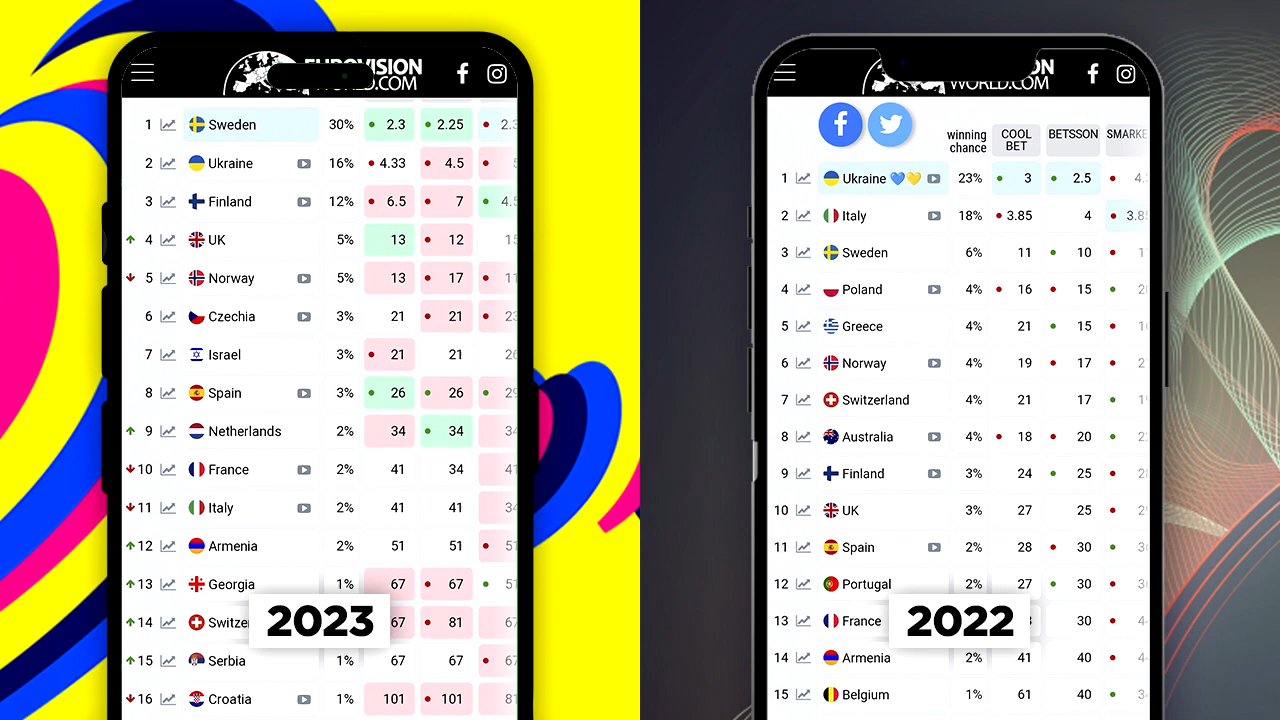 EUROVISION
WORLD.COM
1 Sweden 30% 2.3 2.25
2 Ukraine 16% 4.33 4.5
3 Finland 12% 6.5 7
4 UK 5% 13 12
5 Norway 5% 13 17
6 Czechia 3% 21 21
7 Israel 3% 21 21
8 Spain 3% 26 26
9 Netherlands 2% 34 34
10 France 2% 41 34
11 Italy 2% 41 41
12 Armenia 2% 51 51
13 Georgia 1% 67 67
14 67 81
15 Serbia 1% 67 67
16 Croatia 1% 101 101
2023
WORLD.COM
winning chance COOL BET BETSSON
1 Ukraine 💙💛 23% 3 2.5
2 Italy 18% 3.85 4
3 Sweden 6% 11 10
4 Poland 4% 16 15
5 Greece 4% 21 15
6 Norway 4% 19 17
7 Switzerland 4% 21 17
8 Australia 4% 18 20
9 Finland 3% 24 25
10 UK 3% 27 25
11 Spain 2% 28 30
12 Portugal 2% 27 30
13 France 30
14 Armenia 2% 41 40
15 Belgium 1% 61 40
2022